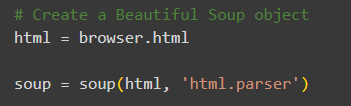 # Create a Beautiful Soup object
html = browser.html
soup = soup(html, 'html.parser')